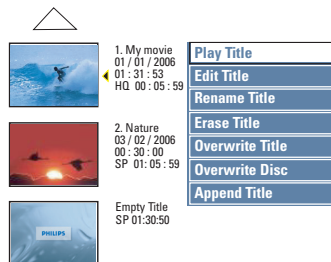 1. My movie
01 / 01 / 2006
01 : 31 : 53
HQ 00 : 05 : 59
2. Nature
03 / 02 / 2006
00 : 30 : 00
SP 01: 05 : 59
PHILIPS
Empty Title
SP 01:30:50
Play Title
Edit Title
Rename Title
Erase Title
Overwrite Title
Overwrite Disc
Append Title